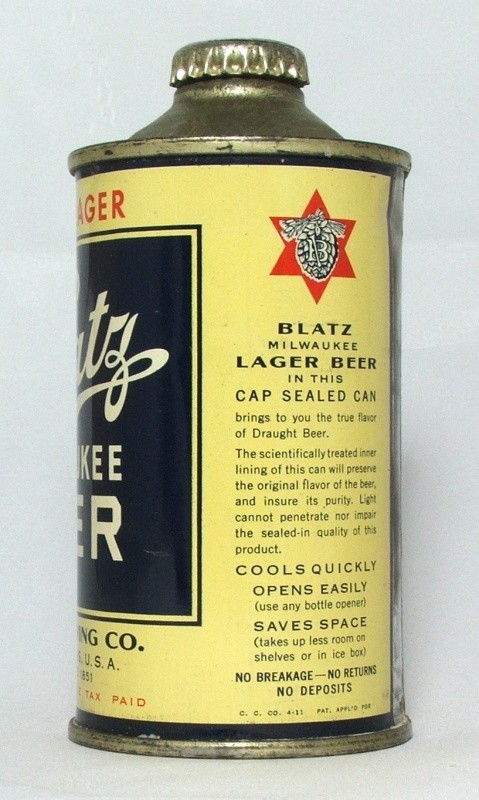 AGER
atz
UKEE
ER
ING CO.
U.S.A.
1851
TAX PAID
B
BLATZ
MILWAUKEE
LAGER BEER
IN THIS
CAP SEALED CAN
brings to you the true flavor
of Draught Beer.
The scientifically treated inner
lining of this can will preserve
the original flavor of the beer,
and insure its purity. Light
cannot penetrate nor impair
the sealed-in quality of this
product.
COOLS QUICKLY
OPENS EASILY
(use any bottle opener)
SAVES SPACE
(takes up less room on
shelves or in ice box)
NO BREAKAGE—NO RETURNS
NO DEPOSITS
C. C. CO. 4-11 PAT. APPL'D FOR